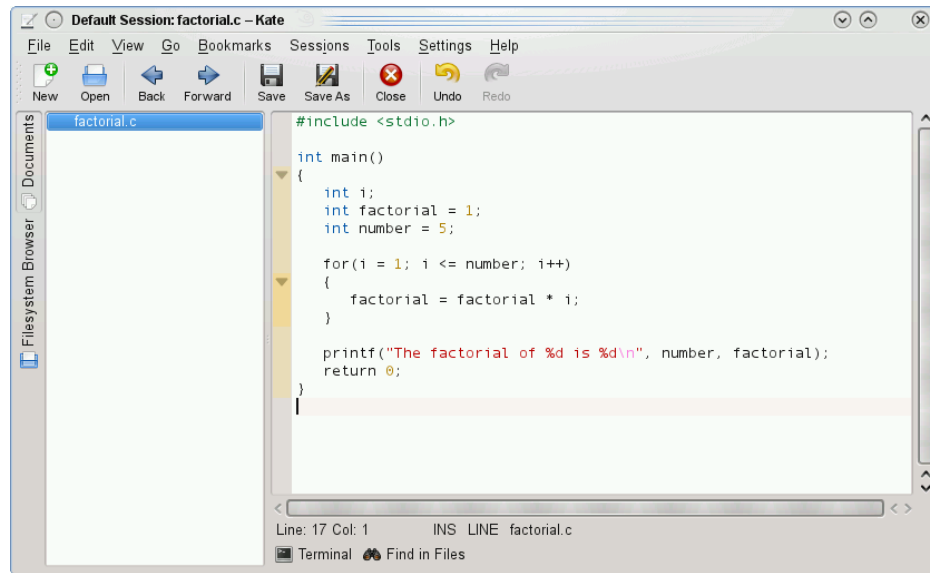 Default Session: factorial.c – Kate
File Edit View Go Bookmarks Sessions Tools Settings Help
New Open Back Forward Save Save As Close Undo Redo
Documents
Filesystem Browser
factorial.c
#include <stdio.h>
int main()
{
int i;
int factorial = 1;
int number = 5;
for(i = 1; i <= number; i++)
{
factorial = factorial * i;
}
printf("The factorial of %d is %d\n", number, factorial);
return 0;
}
Line: 17 Col: 1 INS LINE factorial.c
Terminal Find in Files